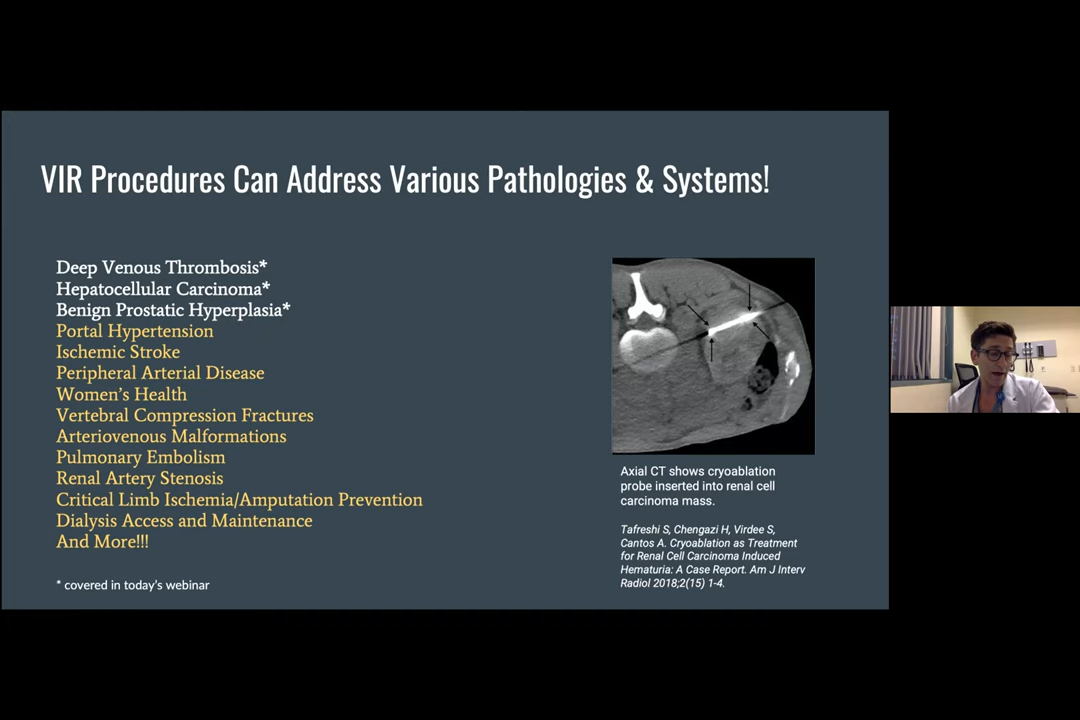 VIR Procedures Can Address Various Pathologies & Systems!
Deep Venous Thrombosis*
Hepatocellular Carcinoma*
Benign Prostatic Hyperplasia*
Portal Hypertension
Ischemic Stroke
Peripheral Arterial Disease
Women's Health
Vertebral Compression Fractures
Arteriovenous Malformations
Pulmonary Embolism
Renal Artery Stenosis
Critical Limb Ischemia/Amputation Prevention
Dialysis Access and Maintenance
And More!!!
* covered in today's webinar
Axial CT shows cryoablation
probe inserted into renal cell
carcinoma mass.
Tafreshi S, Chengazi H, Virdee S,
Cantos A. Cryoablation as Treatment
for Renal Cell Carcinoma Induced
Hematuria: A Case Report. Am J Interv
Radiol 2018;2(15) 1-4.